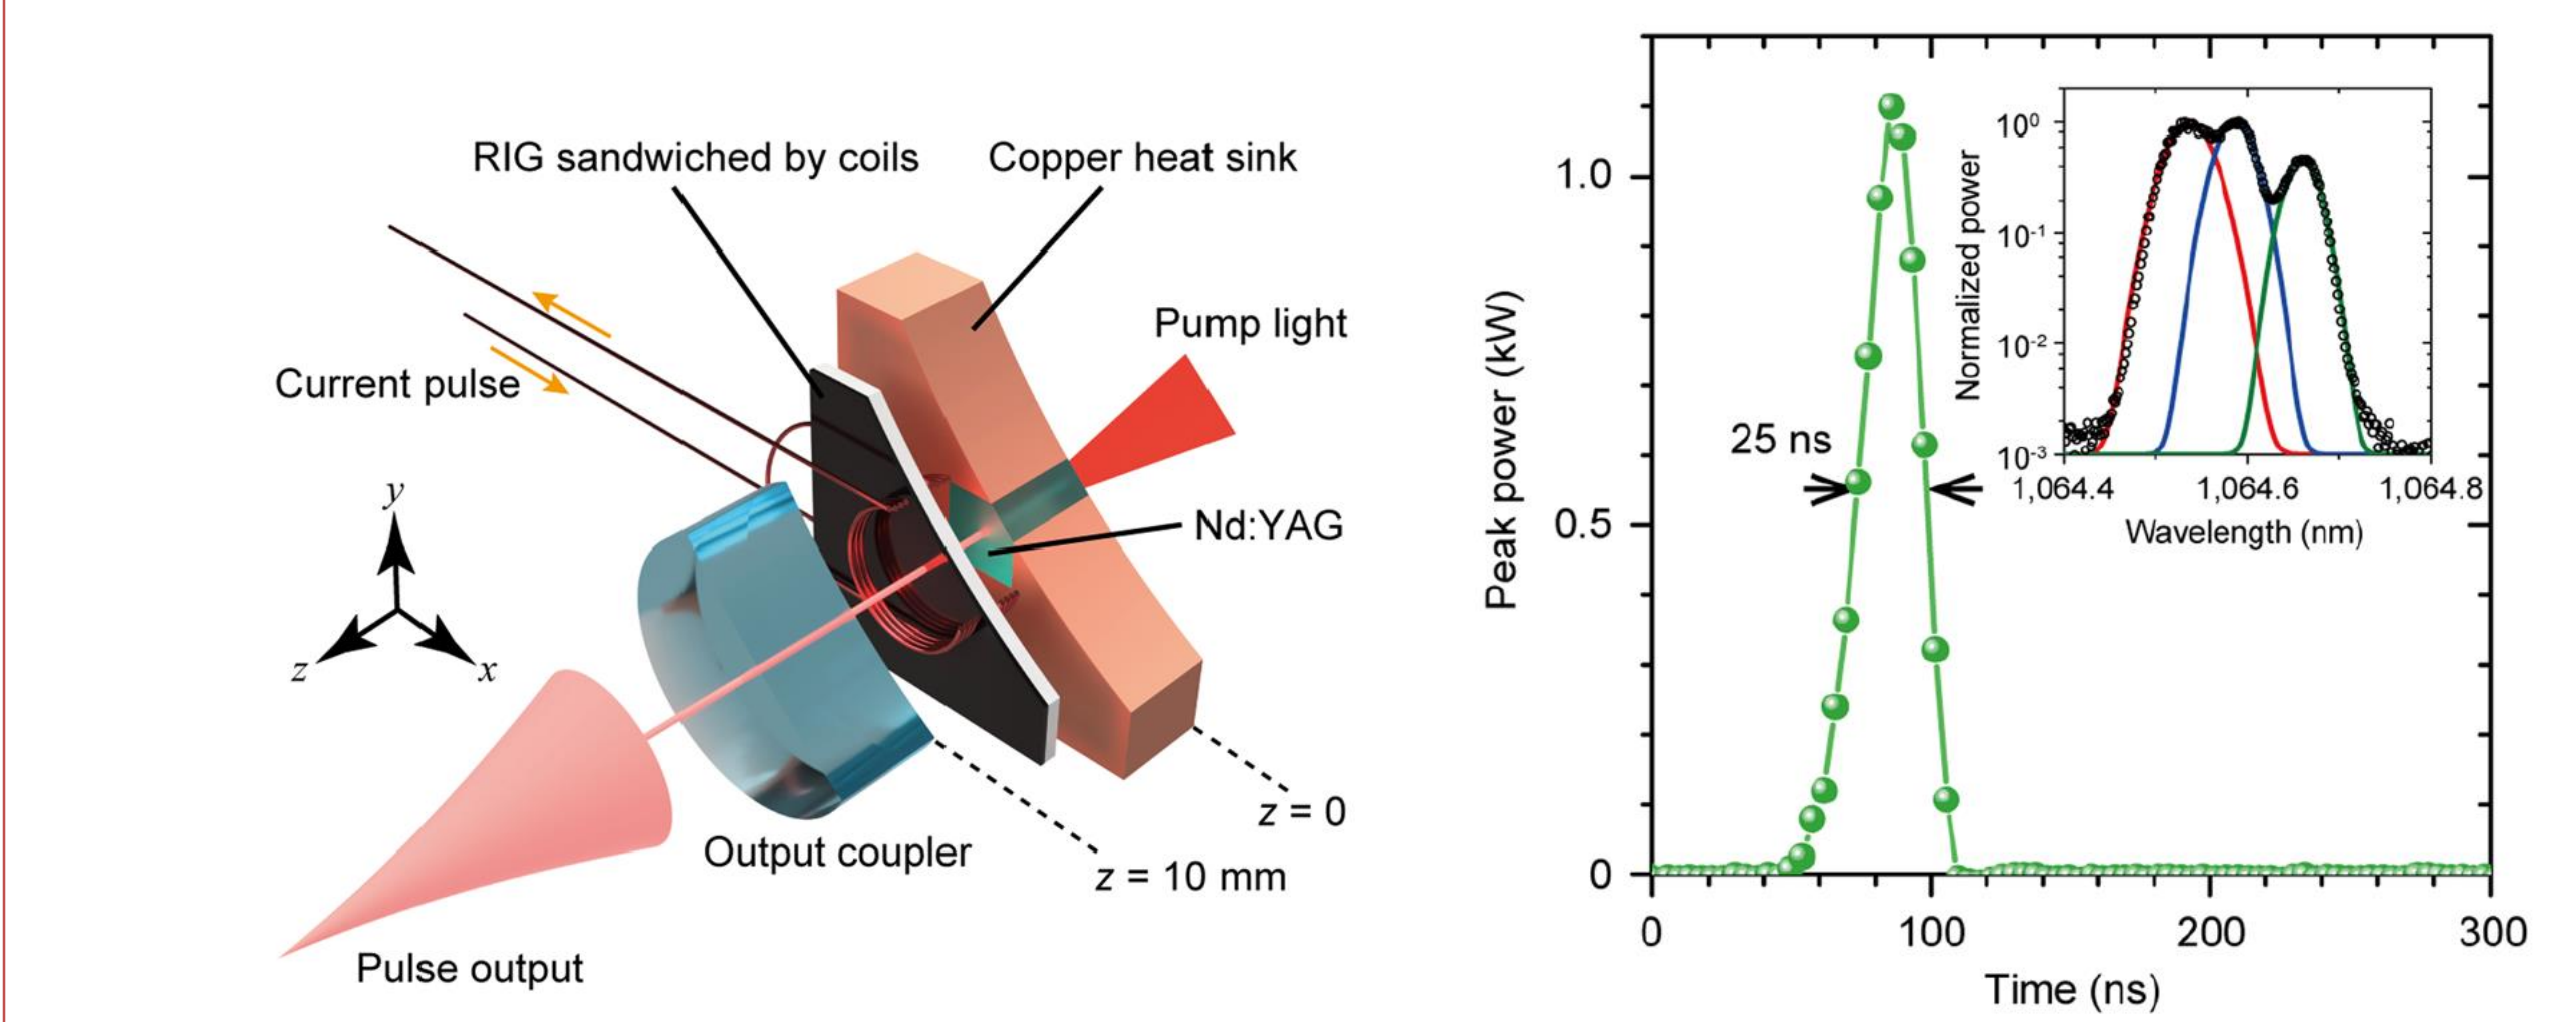 RIG sandwiched by coils
Copper heat sink
Pump light
Current pulse
Nd:YAG
y
z
x
z = 0
Output coupler
z = 10 mm
Pulse output
Peak power (kW)
1.0
0.5
0
0
100
200
300
Time (ns)
25 ns
Normalized power
10⁰
10⁻¹
10⁻²
10⁻³
1,064.4
1,064.6
1,064.8
Wavelength (nm)